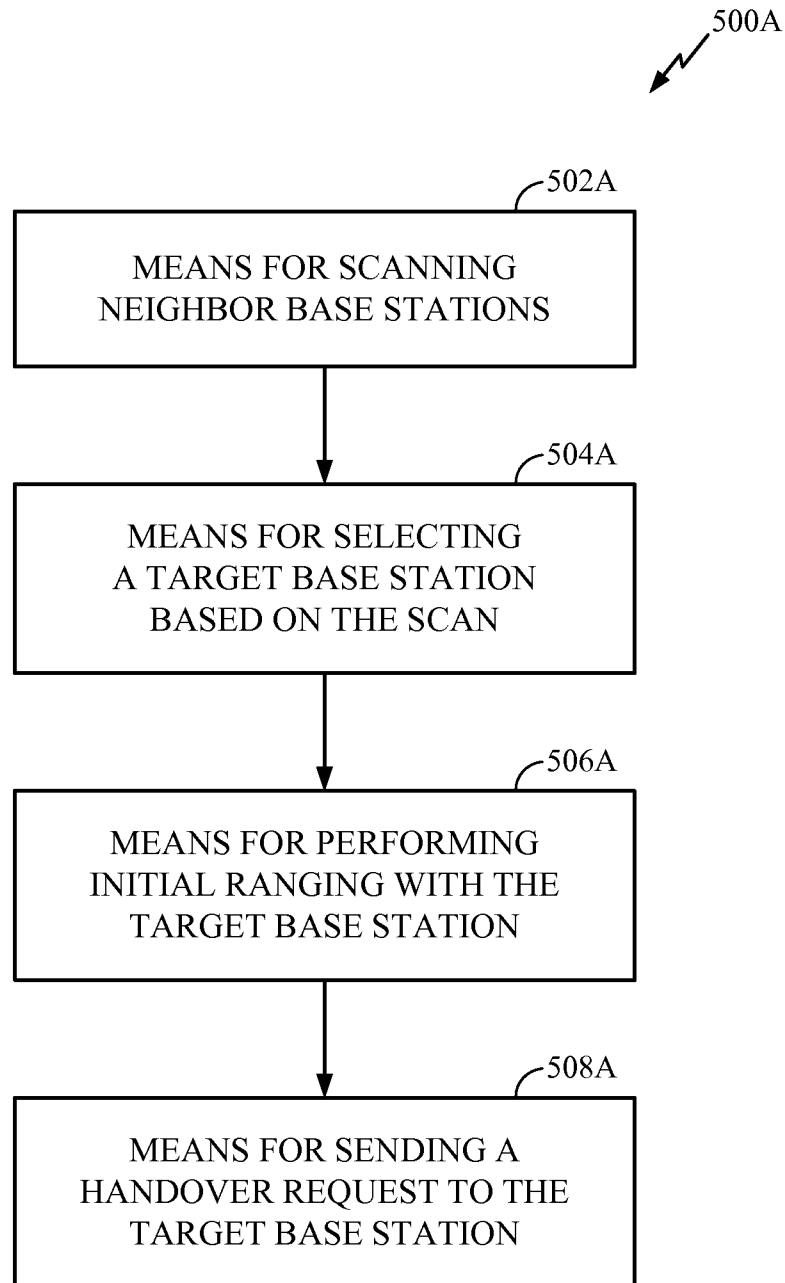 500A
502A
MEANS FOR SCANNING
NEIGHBOR BASE STATIONS
504A
MEANS FOR SELECTING
A TARGET BASE STATION
BASED ON THE SCAN
506A
MEANS FOR PERFORMING
INITIAL RANGING WITH THE
TARGET BASE STATION
508A
MEANS FOR SENDING A
HANDOVER REQUEST TO THE
TARGET BASE STATION